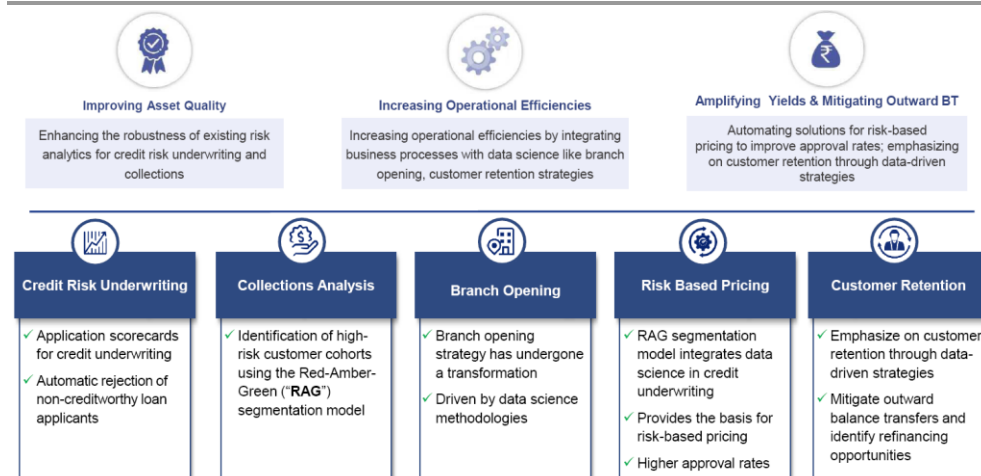 Improving Asset Quality
Enhancing the robustness of existing risk
analytics for credit risk underwriting and
collections
Increasing Operational Efficiencies
Increasing operational efficiencies by integrating
business processes with data science like branch
opening, customer retention strategies
₹
Amplifying Yields & Mitigating Outward BT
Automating solutions for risk-based
pricing to improve approval rates; emphasizing
on customer retention through data-driven
strategies
Credit Risk Underwriting
✓ Application scorecards
for credit underwriting
✓ Automatic rejection of
non-creditworthy loan
applicants
$
Collections Analysis
✓ Identification of high-
risk customer cohorts
using the Red-Amber-
Green (“RAG”)
segmentation model
Branch Opening
✓ Branch opening
strategy has undergone
a transformation
✓ Driven by data science
methodologies
Risk Based Pricing
✓ RAG segmentation
model integrates data
science in credit
underwriting
✓ Provides the basis for
risk-based pricing
✓ Higher approval rates
Customer Retention
✓ Emphasize on customer
retention through data-
driven strategies
✓ Mitigate outward
balance transfers and
identify refinancing
opportunities